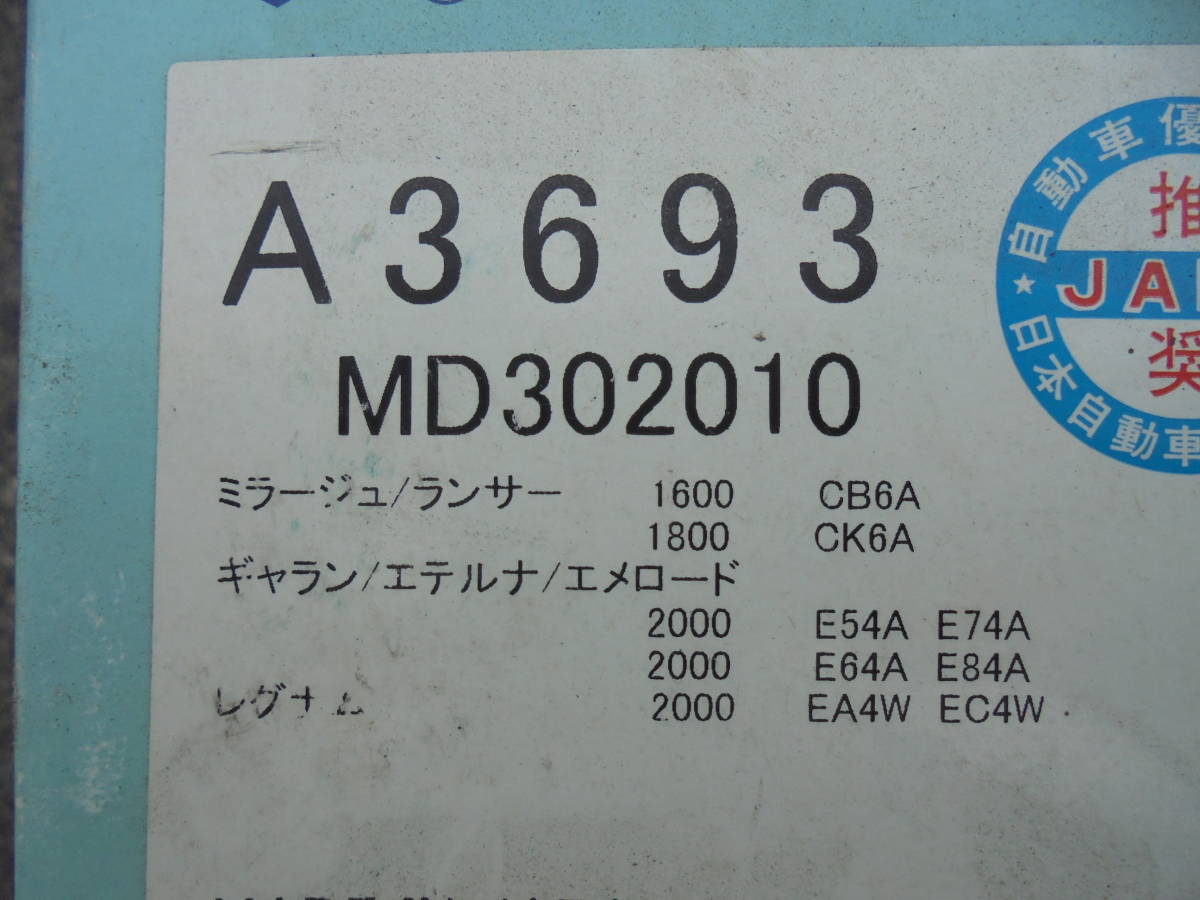 A3693
MD302010
ミラージュ/ランサー 1600 CB6A
1800 CK6A
ギャラン/エテルナ/エメロード
2000 E54A E74A
2000 E64A E84A
レグナム 2000 EA4W EC4W
自動車優
推
JA
奨
★日本自動車